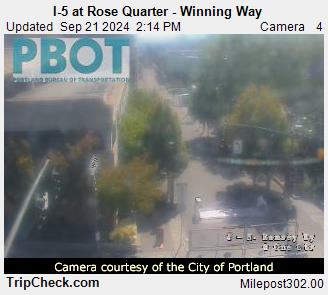 I-5 at Rose Quarter - Winning Way
Updated Sep 21 2024 2:14 PM Camera 4
PBOT
PORTLAND BUREAU OF TRANSPORTATION
Camera courtesy of the City of Portland
TripCheck.com Milepost302.00